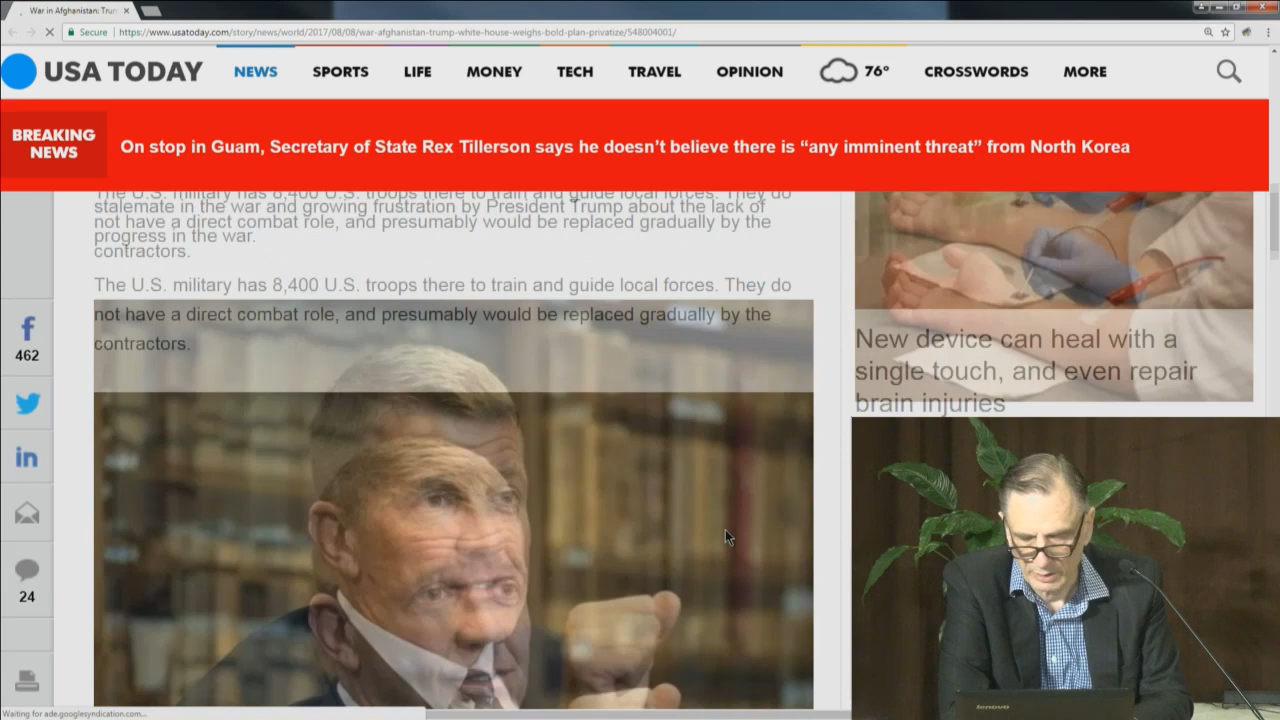 War in Afghanistan: Trum
Secure
https://www.usatoday.com/story/news/world/2017/08/08/war-afghanistan-trump-white-house-weighs-bold-plan-privatize/548004001/
USA TODAY
NEWS
SPORTS
LIFE
MONEY
TECH
TRAVEL
OPINION
76°
CROSSWORDS
MORE
BREAKING
NEWS
On stop in Guam, Secretary of State Rex Tillerson says he doesn't believe there is “any imminent threat” from North Korea
The U.S. military has 8,400 U.S. troops there to train and guide local forces. They do
stalemate in the war and growing frustration by President Trump about the lack of
not have a direct combat role, and presumably would be replaced gradually by the
progress in the war.
contractors.
The U.S. military has 8,400 U.S. troops there to train and guide local forces. They do
not have a direct combat role, and presumably would be replaced gradually by the
contractors.
462
24
New device can heal with a
single touch, and even repair
brain injuries
lenovo
Waiting for ade.googlesyndication.com...